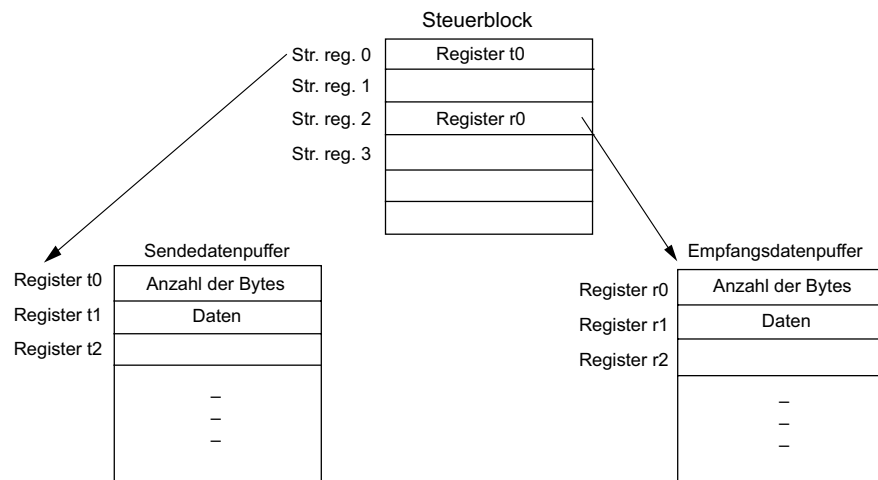 Steuerblock
Str. reg. 0
Register t0
Str. reg. 1
Str. reg. 2
Register r0
Str. reg. 3
Sendedatenpuffer
Register t0
Anzahl der Bytes
Register t1
Daten
Register t2
–
–
–
Empfangsdatenpuffer
Register r0
Anzahl der Bytes
Register r1
Daten
Register r2
–
–
–